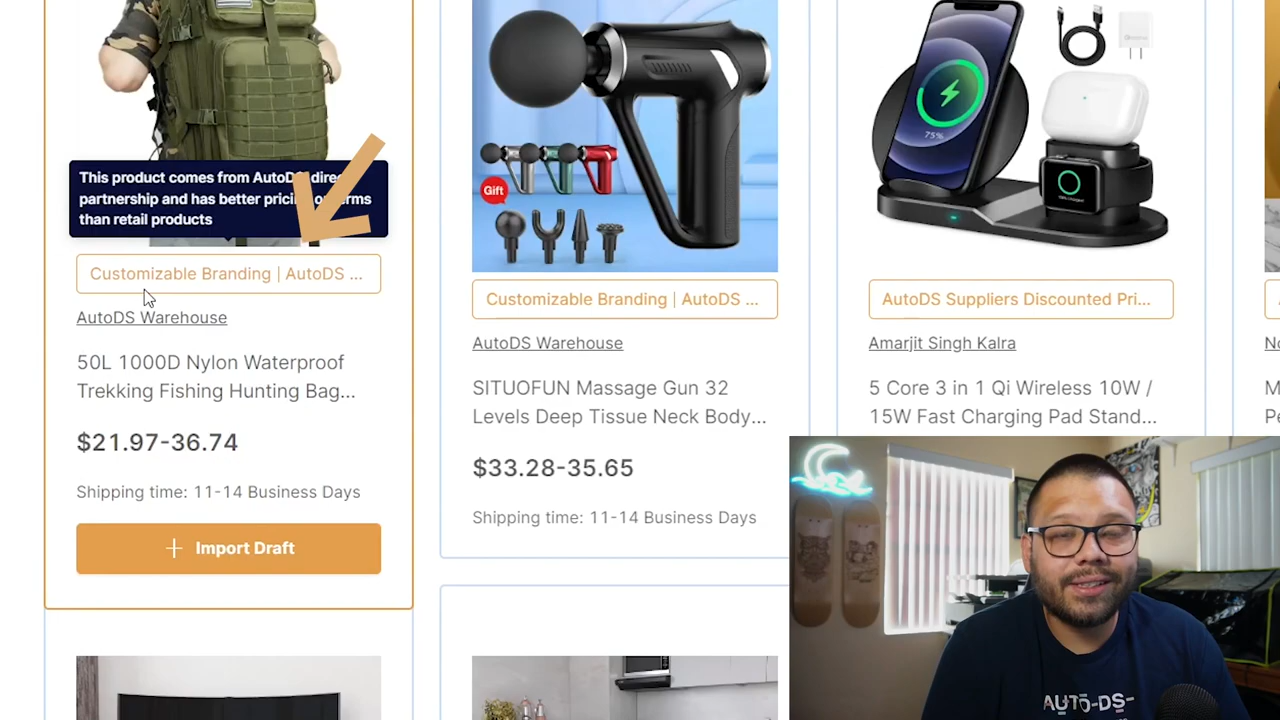 This product comes from AutoDS direct
partnership and has better pricing terms
than retail products
Customizable Branding | AutoDS ...
AutoDS Warehouse
50L 1000D Nylon Waterproof
Trekking Fishing Hunting Bag...
$21.97-36.74
Shipping time: 11-14 Business Days
+ Import Draft
Gift
Customizable Branding | AutoDS ...
AutoDS Warehouse
SITUOFUN Massage Gun 32
Levels Deep Tissue Neck Body...
$33.28-35.65
Shipping time: 11-14 Business Days
75%
AutoDS Suppliers Discounted Pri...
Amarjit Singh Kalra
5 Core 3 in 1 Qi Wireless 10W /
15W Fast Charging Pad Stand...
AUTO-DS-